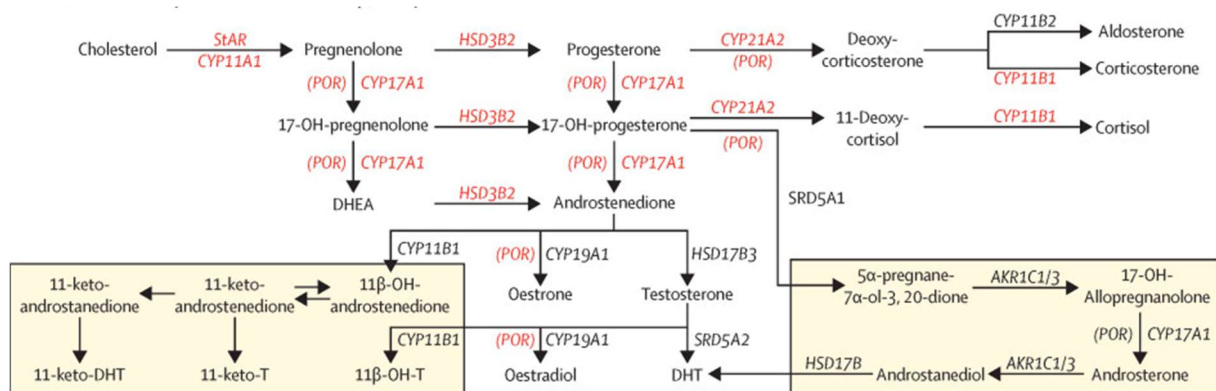 CYP11B2
StAR
HSD3B2
CYP21A2
Cholesterol
Pregnenolone
Progesterone
Deoxy-
corticosterone
Aldosterone
CYP11A1
(POR)
CYP11B1
Corticosterone
(POR) CYP17A1
(POR) CYP17A1
CYP21A2
17-OH-pregnenolone
HSD3B2
17-OH-progesterone
11-Deoxy-
cortisol
CYP11B1
Cortisol
(POR)
(POR) CYP17A1
(POR) CYP17A1
DHEA
HSD3B2
Androstenedione
SRD5A1
CYP11B1
(POR) CYP19A1
HSD17B3
11-keto-
androstanedione
11-keto-
androstenedione
11β-OH-
androstenedione
Oestrone
Testosterone
5α-pregnane-
7α-ol-3, 20-dione
AKR1C1/3
17-OH-
Allopregnanolone
CYP11B1
(POR) CYP19A1
SRD5A2
(POR) CYP17A1
11-keto-DHT
11-keto-T
11β-OH-T
Oestradiol
DHT
HSD17B
Androstanediol
AKR1C1/3
Androsterone